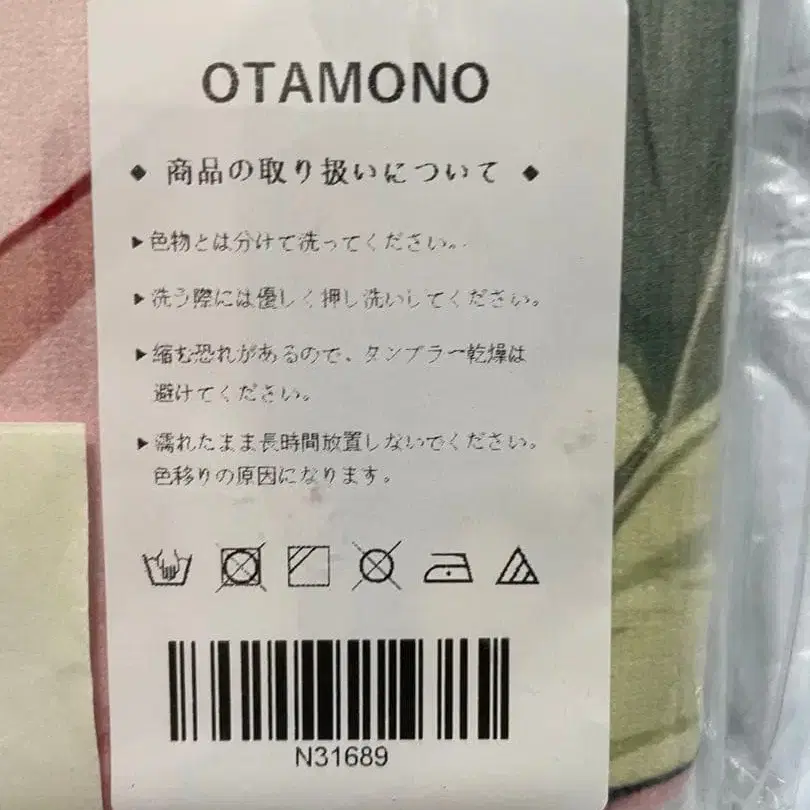 OTAMONO
◆ 商品の取り扱いについて ◆
▶色物とは分けて洗ってください。
▶洗う際には優しく押し洗いしてください。
▶縮む恐れがあるので、タンブラー乾燥は
避けてください。
▶濡れたまま長時間放置しないでください。
色移りの原因になります。
N31689